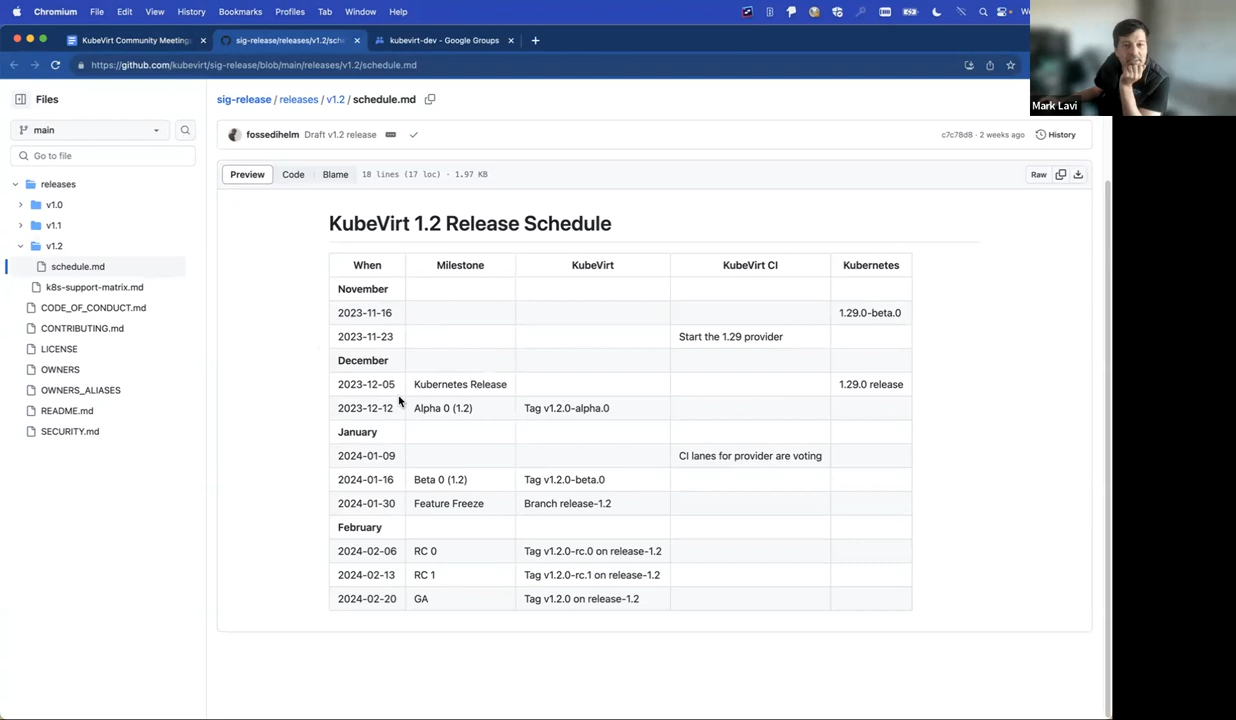 Chromium File Edit View History Bookmarks Profiles Tab Window Help
KubeVirt Community Meeting
sig-release/releases/v1.2/sch
kubevirt-dev - Google Groups
https://github.com/kubevirt/sig-release/blob/main/releases/v1.2/schedule.md
Mark Lavi
Files
main
Go to file
releases
v1.0
v1.1
v1.2
schedule.md
k8s-support-matrix.md
CODE_OF_CONDUCT.md
CONTRIBUTING.md
LICENSE
OWNERS
OWNERS_ALIASES
README.md
SECURITY.md
sig-release / releases / v1.2 / schedule.md
fossedihelm Draft v1.2 release c7c78d8 · 2 weeks ago History
Preview Code Blame 18 lines (17 loc) · 1.97 KB Raw
KubeVirt 1.2 Release Schedule
When Milestone KubeVirt KubeVirt CI Kubernetes
November
2023-11-16 1.29.0-beta.0
2023-11-23 Start the 1.29 provider
December
2023-12-05 Kubernetes Release 1.29.0 release
2023-12-12 Alpha 0 (1.2) Tag v1.2.0-alpha.0
January
2024-01-09 CI lanes for provider are voting
2024-01-16 Beta 0 (1.2) Tag v1.2.0-beta.0
2024-01-30 Feature Freeze Branch release-1.2
February
2024-02-06 RC 0 Tag v1.2.0-rc.0 on release-1.2
2024-02-13 RC 1 Tag v1.2.0-rc.1 on release-1.2
2024-02-20 GA Tag v1.2.0 on release-1.2